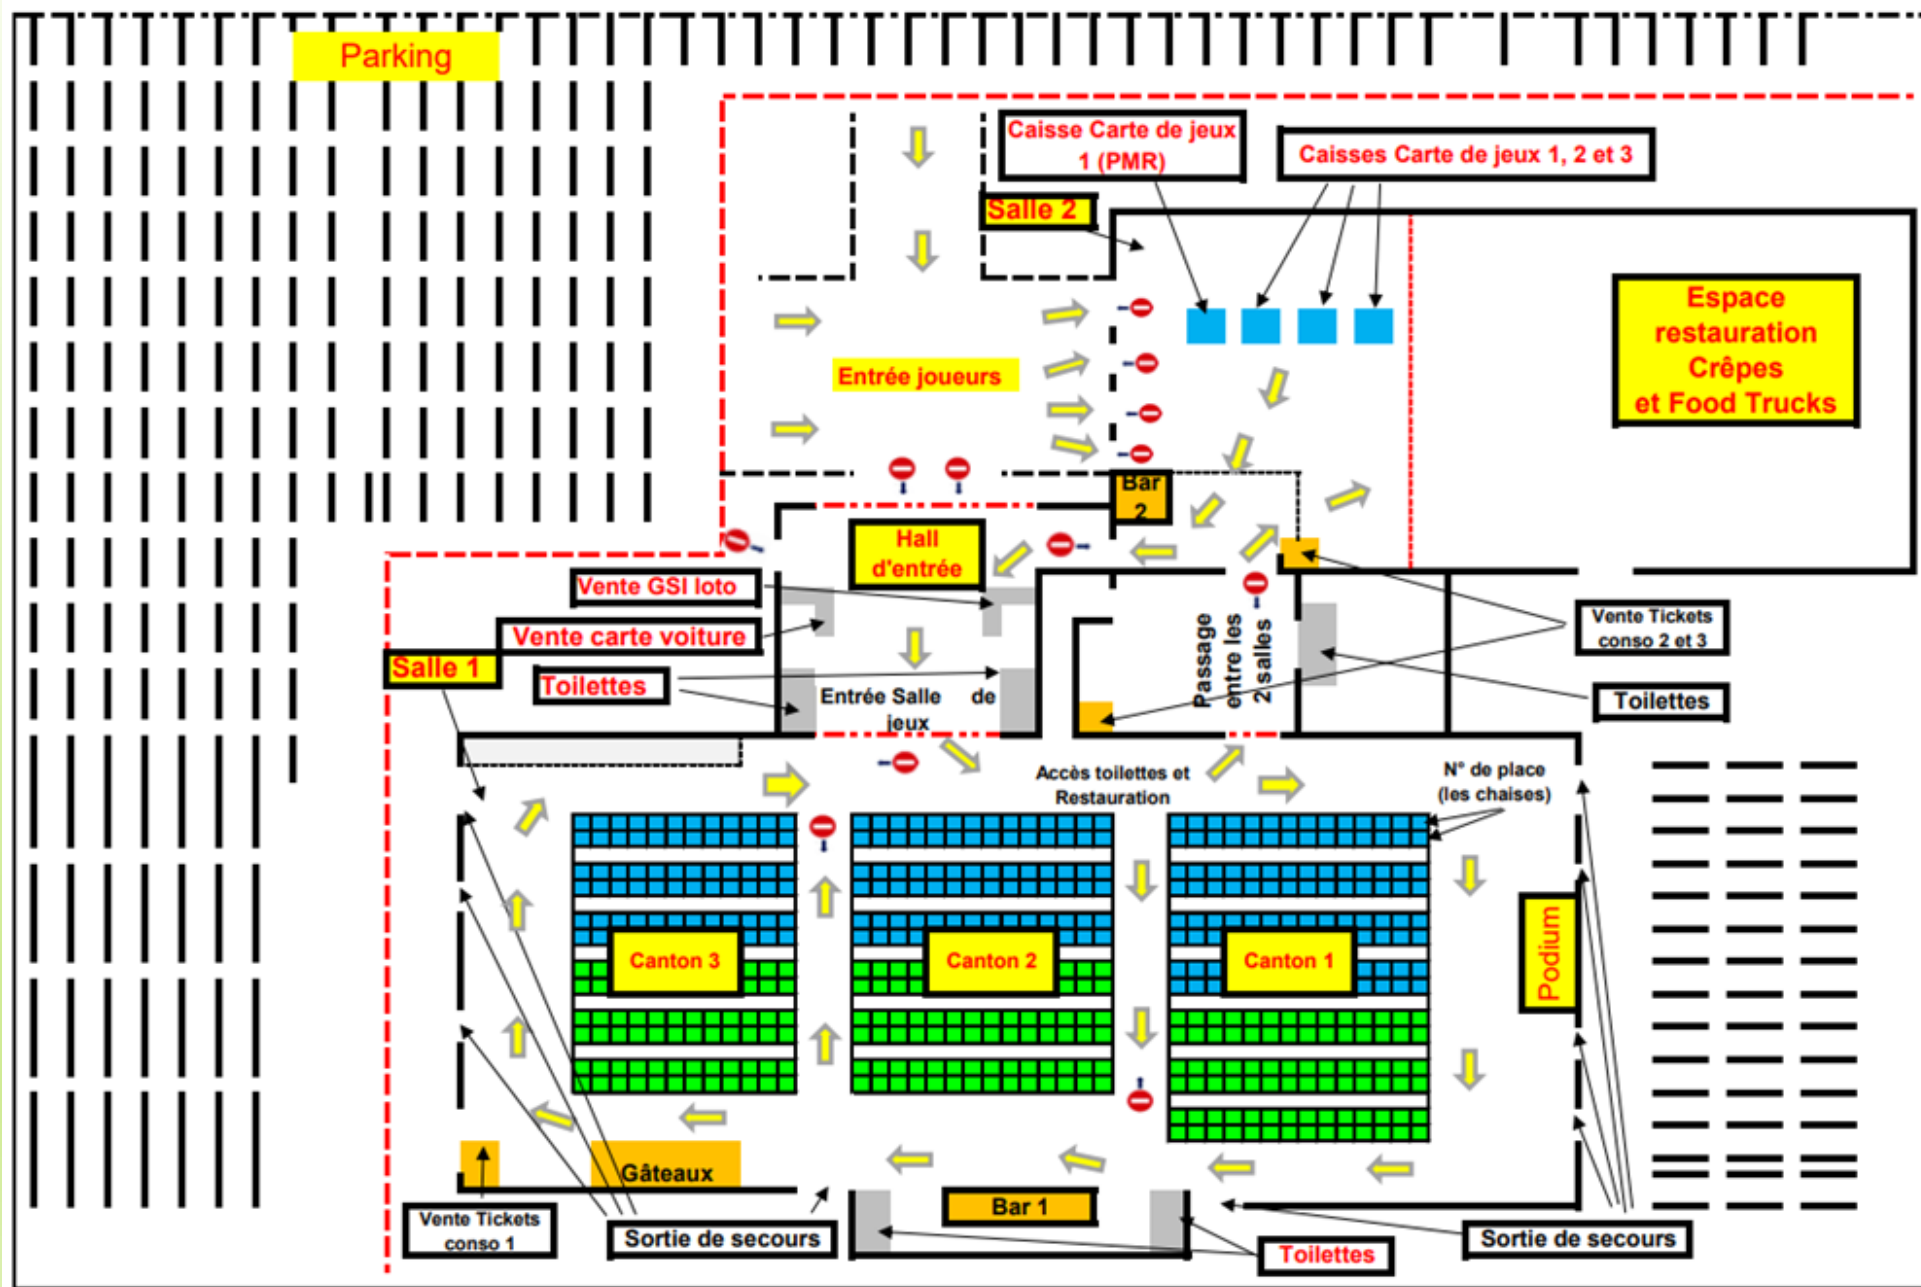 Parking
Caisse Carte de jeux
1 (PMR)
Caisses Carte de jeux 1, 2 et 3
Salle 2
Espace
restauration
Crêpes
et Food Trucks
Entrée joueurs
Bar
2
Hall
d'entrée
Vente GSI loto
Vente carte voiture
Salle 1
Toilettes
Entrée Salle de
jeux
Passage
entre les
2 salles
Vente Tickets
conso 2 et 3
Toilettes
Accès toilettes et
Restauration
N° de place
(les chaises)
Canton 3
Canton 2
Canton 1
Podium
Gâteaux
Bar 1
Vente Tickets
conso 1
Sortie de secours
Toilettes
Sortie de secours